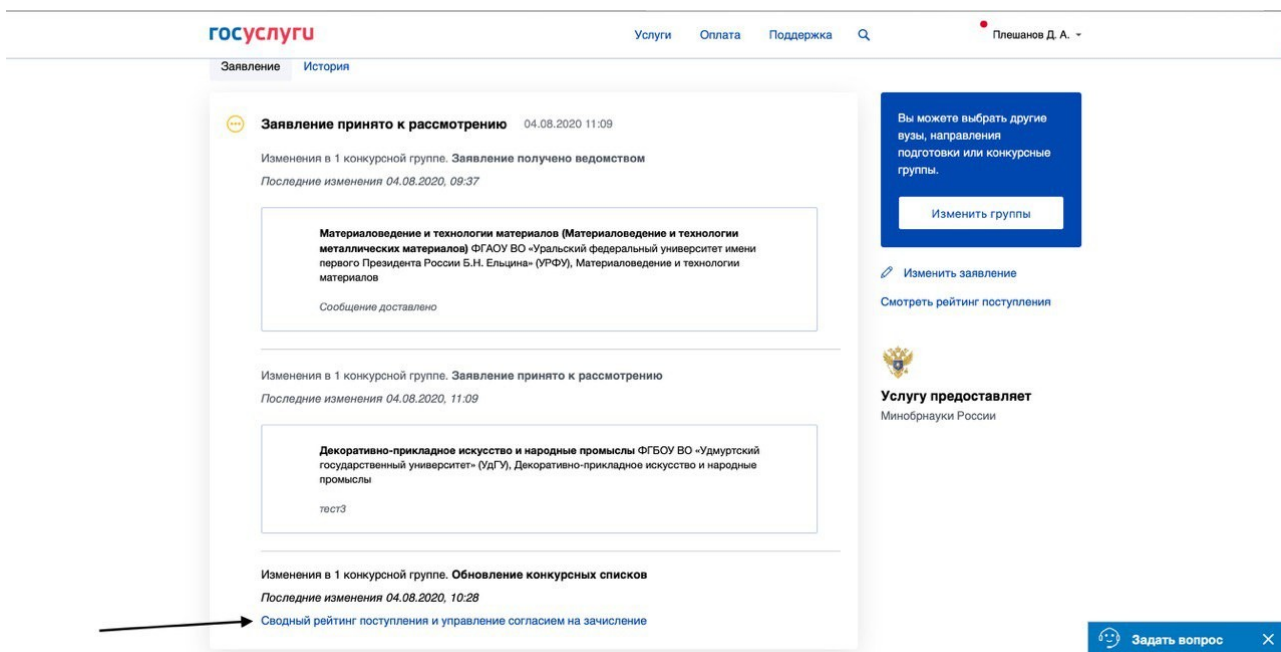 госуслуги
Услуги Оплата Поддержка Плешанов Д. А.
Заявление История
Заявление принято к рассмотрению 04.08.2020 11:09
Изменения в 1 конкурсной группе. Заявление получено ведомством
Последние изменения 04.08.2020, 09:37
Материаловедение и технологии материалов (Материаловедение и технологии
металлических материалов) ФГАОУ ВО «Уральский федеральный университет имени
первого Президента России Б.Н. Ельцина» (УРФУ), Материаловедение и технологии
материалов
Сообщение доставлено
Изменения в 1 конкурсной группе. Заявление принято к рассмотрению
Последние изменения 04.08.2020, 11:09
Декоративно-прикладное искусство и народные промыслы ФГБОУ ВО «Удмуртский
государственный университет» (УдГУ), Декоративно-прикладное искусство и народные
промыслы
тест3
Изменения в 1 конкурсной группе. Обновление конкурсных списков
Последние изменения 04.08.2020, 10:28
Сводный рейтинг поступления и управление согласием на зачисление
Вы можете выбрать другие
вузы, направления
подготовки или конкурсные
группы.
Изменить группы
Изменить заявление
Смотреть рейтинг поступления
Услугу предоставляет
Минобрнауки России
Задать вопрос